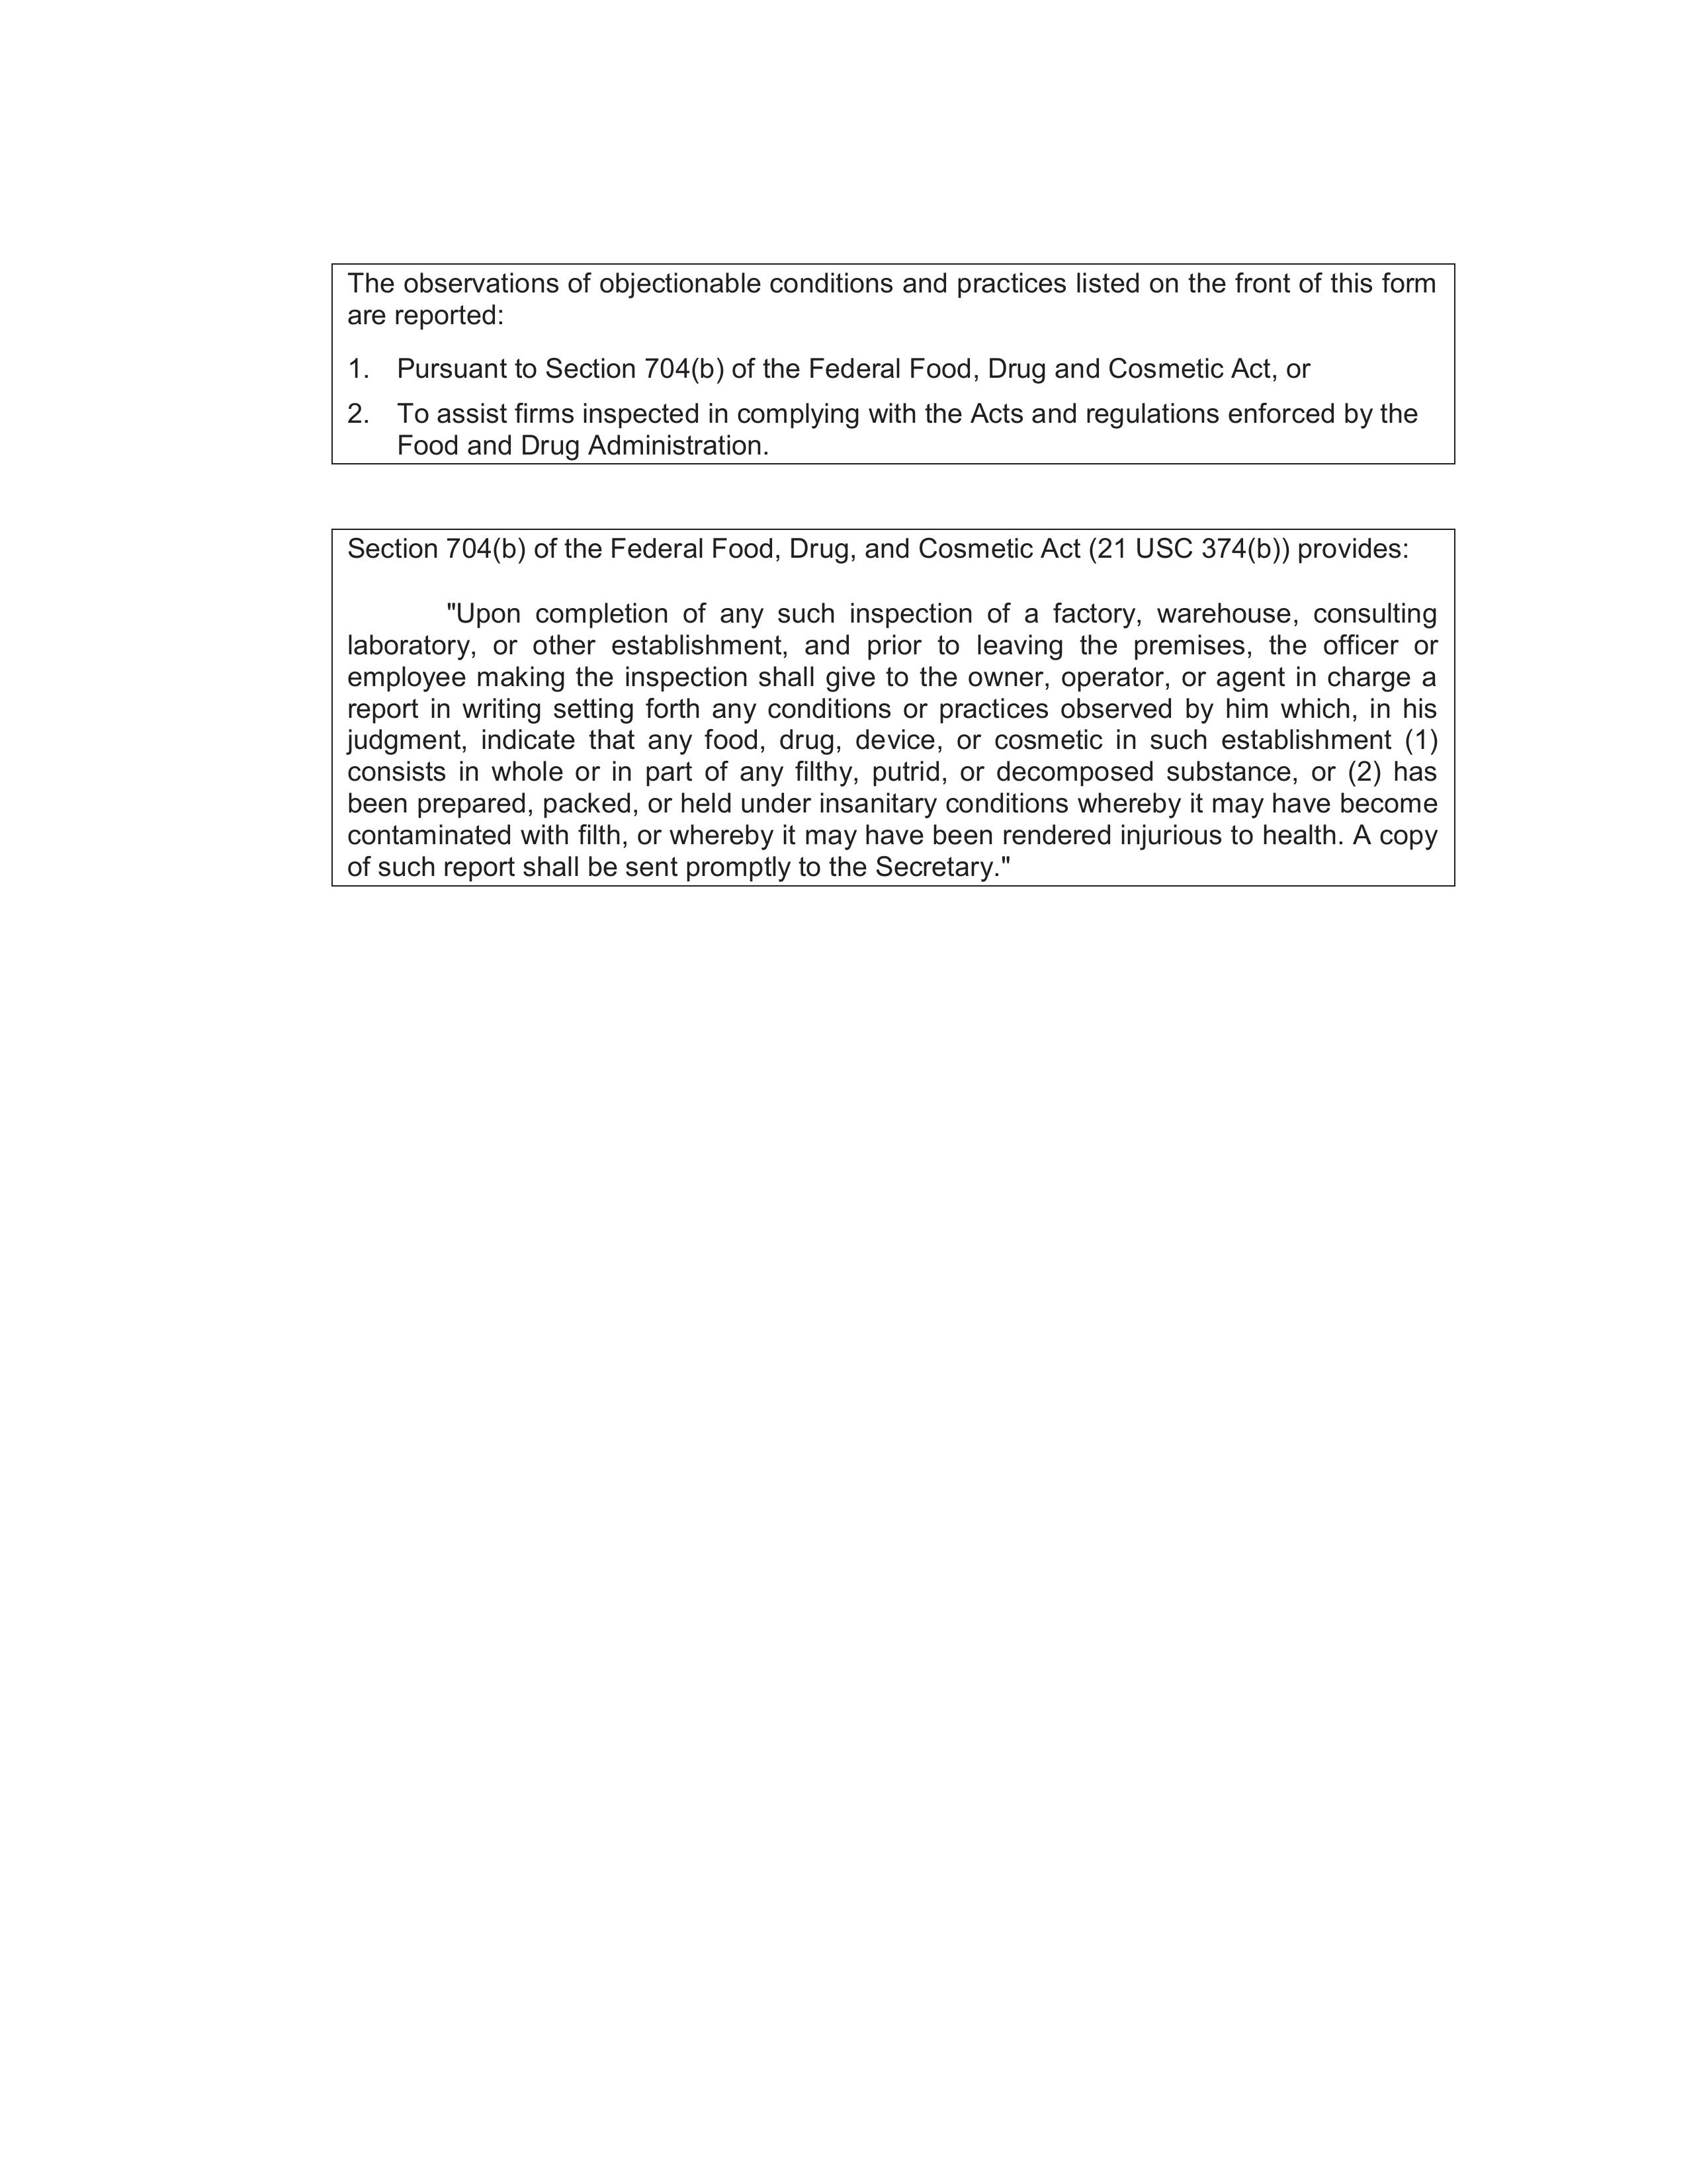 The observations of objectionable conditions and practices listed on the front of this form
are reported:
1. Pursuant to Section 704(b) of the Federal Food, Drug and Cosmetic Act, or
2. To assist firms inspected in complying with the Acts and regulations enforced by the
Food and Drug Administration.
Section 704(b) of the Federal Food, Drug, and Cosmetic Act (21 USC 374(b)) provides:
"Upon completion of any such inspection of a factory, warehouse, consulting
laboratory, or other establishment, and prior to leaving the premises, the officer or
employee making the inspection shall give to the owner, operator, or agent in charge a
report in writing setting forth any conditions or practices observed by him which, in his
judgment, indicate that any food, drug, device, or cosmetic in such establishment (1)
consists in whole or in part of any filthy, putrid, or decomposed substance, or (2) has
been prepared, packed, or held under insanitary conditions whereby it may have become
contaminated with filth, or whereby it may have been rendered injurious to health. A copy
of such report shall be sent promptly to the Secretary."